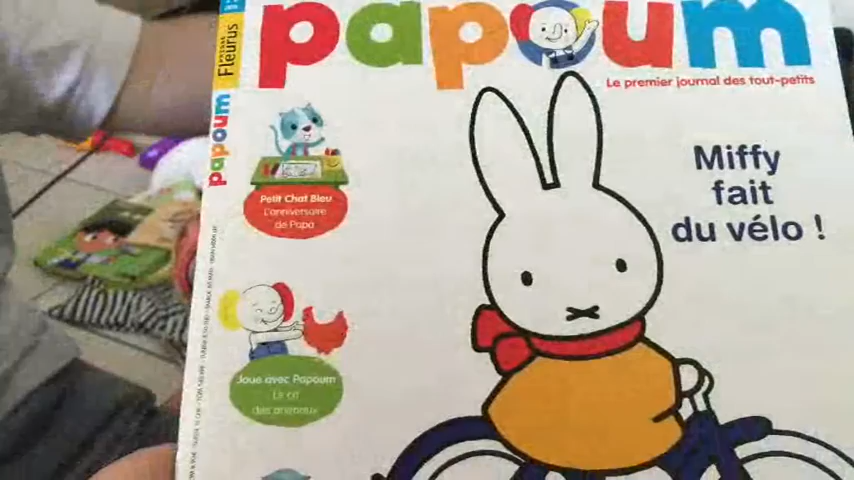 PRESSE
Fleurus
papoum
Le premier journal des tout-petits
papoum
Miffy
fait
du vélo !
Petit Chat Bleu
L'anniversaire
de Papa
Joue avec Papoum
Le cri
des animaux